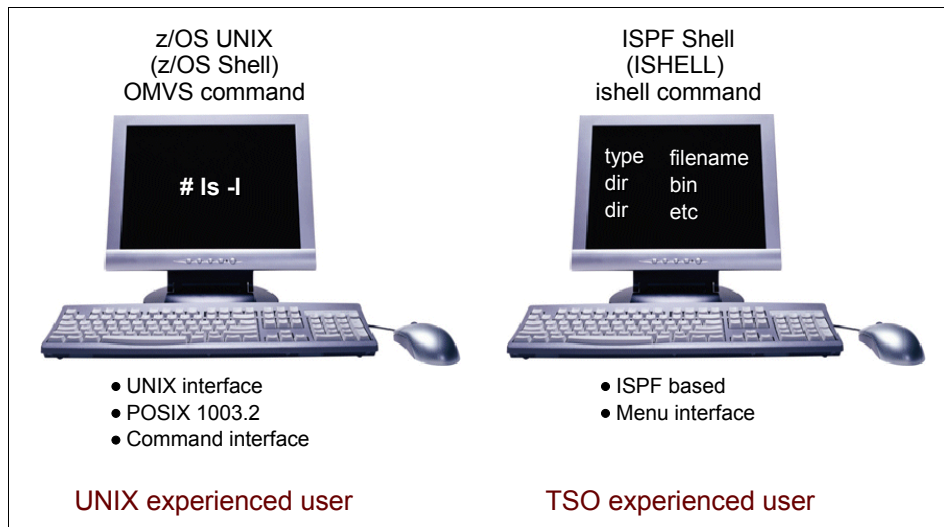 z/OS UNIX
(z/OS Shell)
OMVS command
# ls -l
● UNIX interface
● POSIX 1003.2
● Command interface
UNIX experienced user
ISPF Shell
(ISHELL)
ishell command
type filename
dir bin
dir etc
● ISPF based
● Menu interface
TSO experienced user